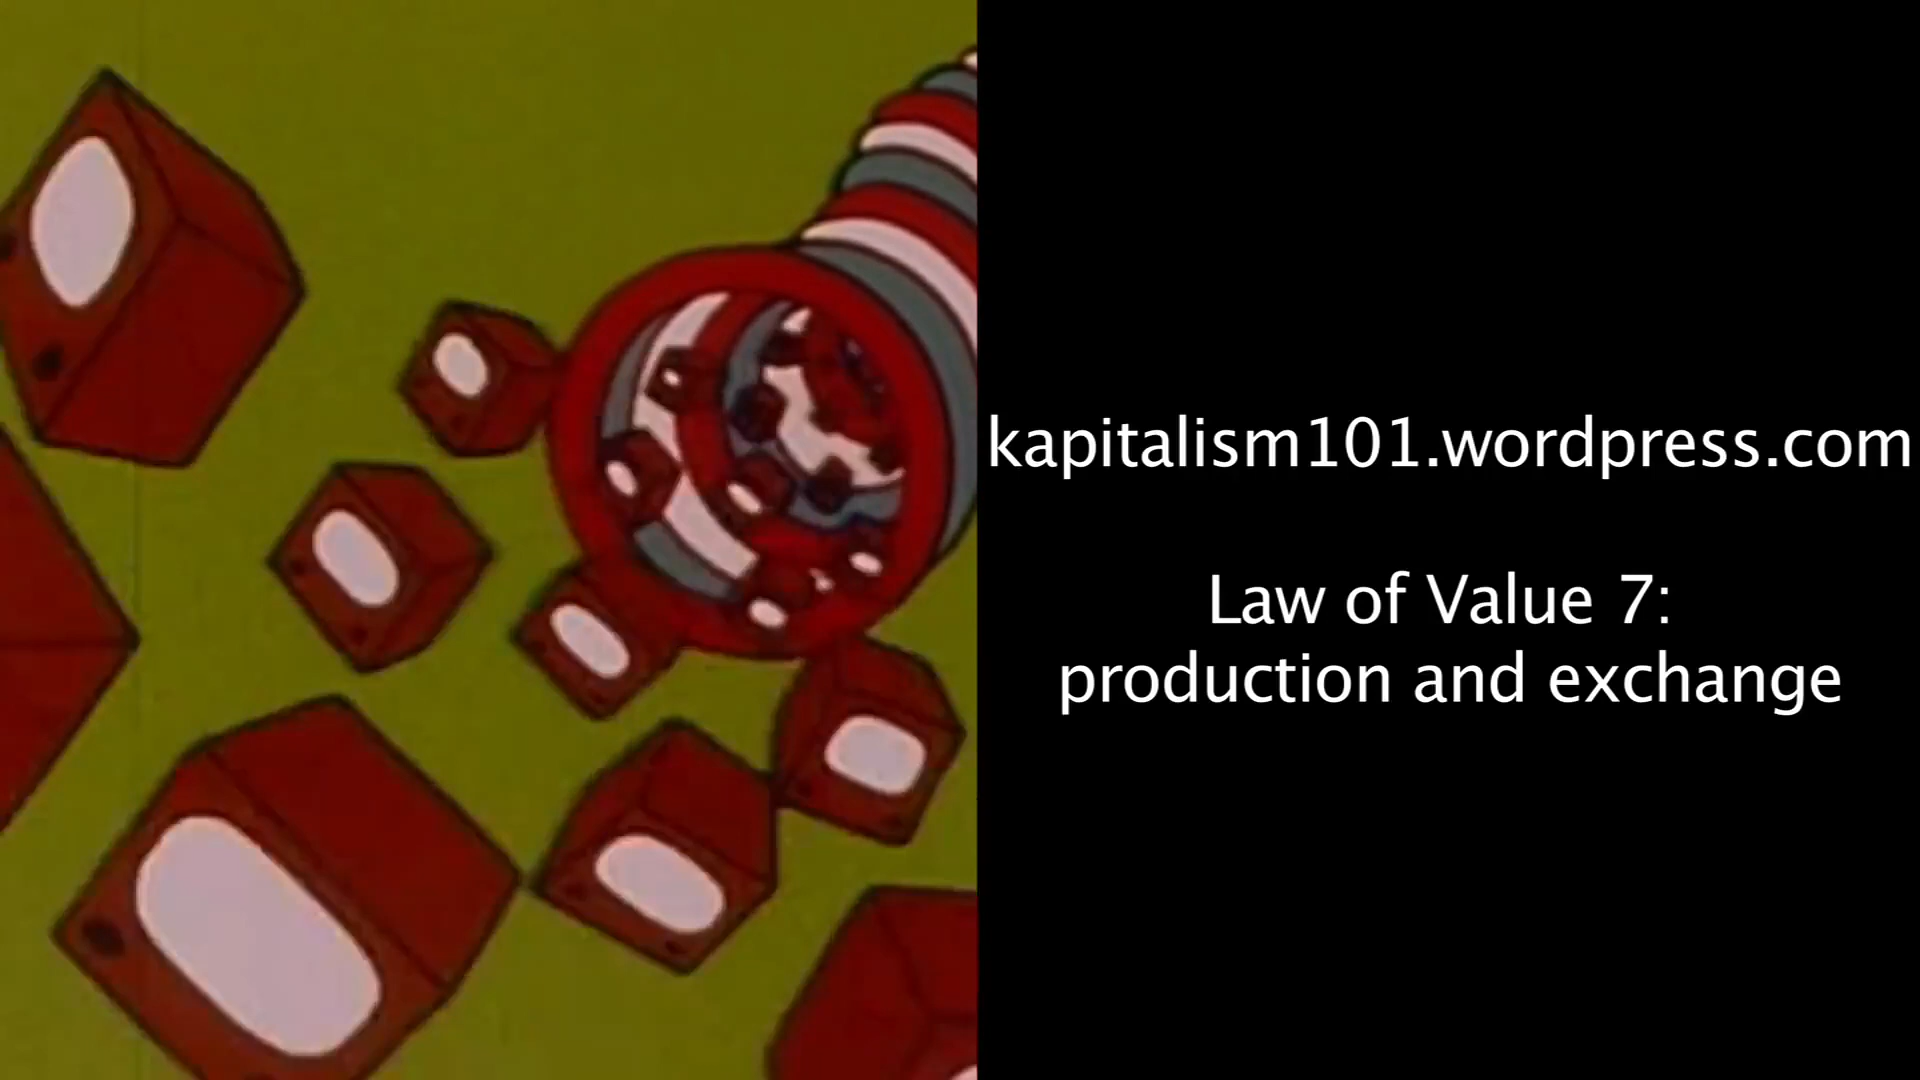 kapitalism101.wordpress.com
Law of Value 7:
production and exchange